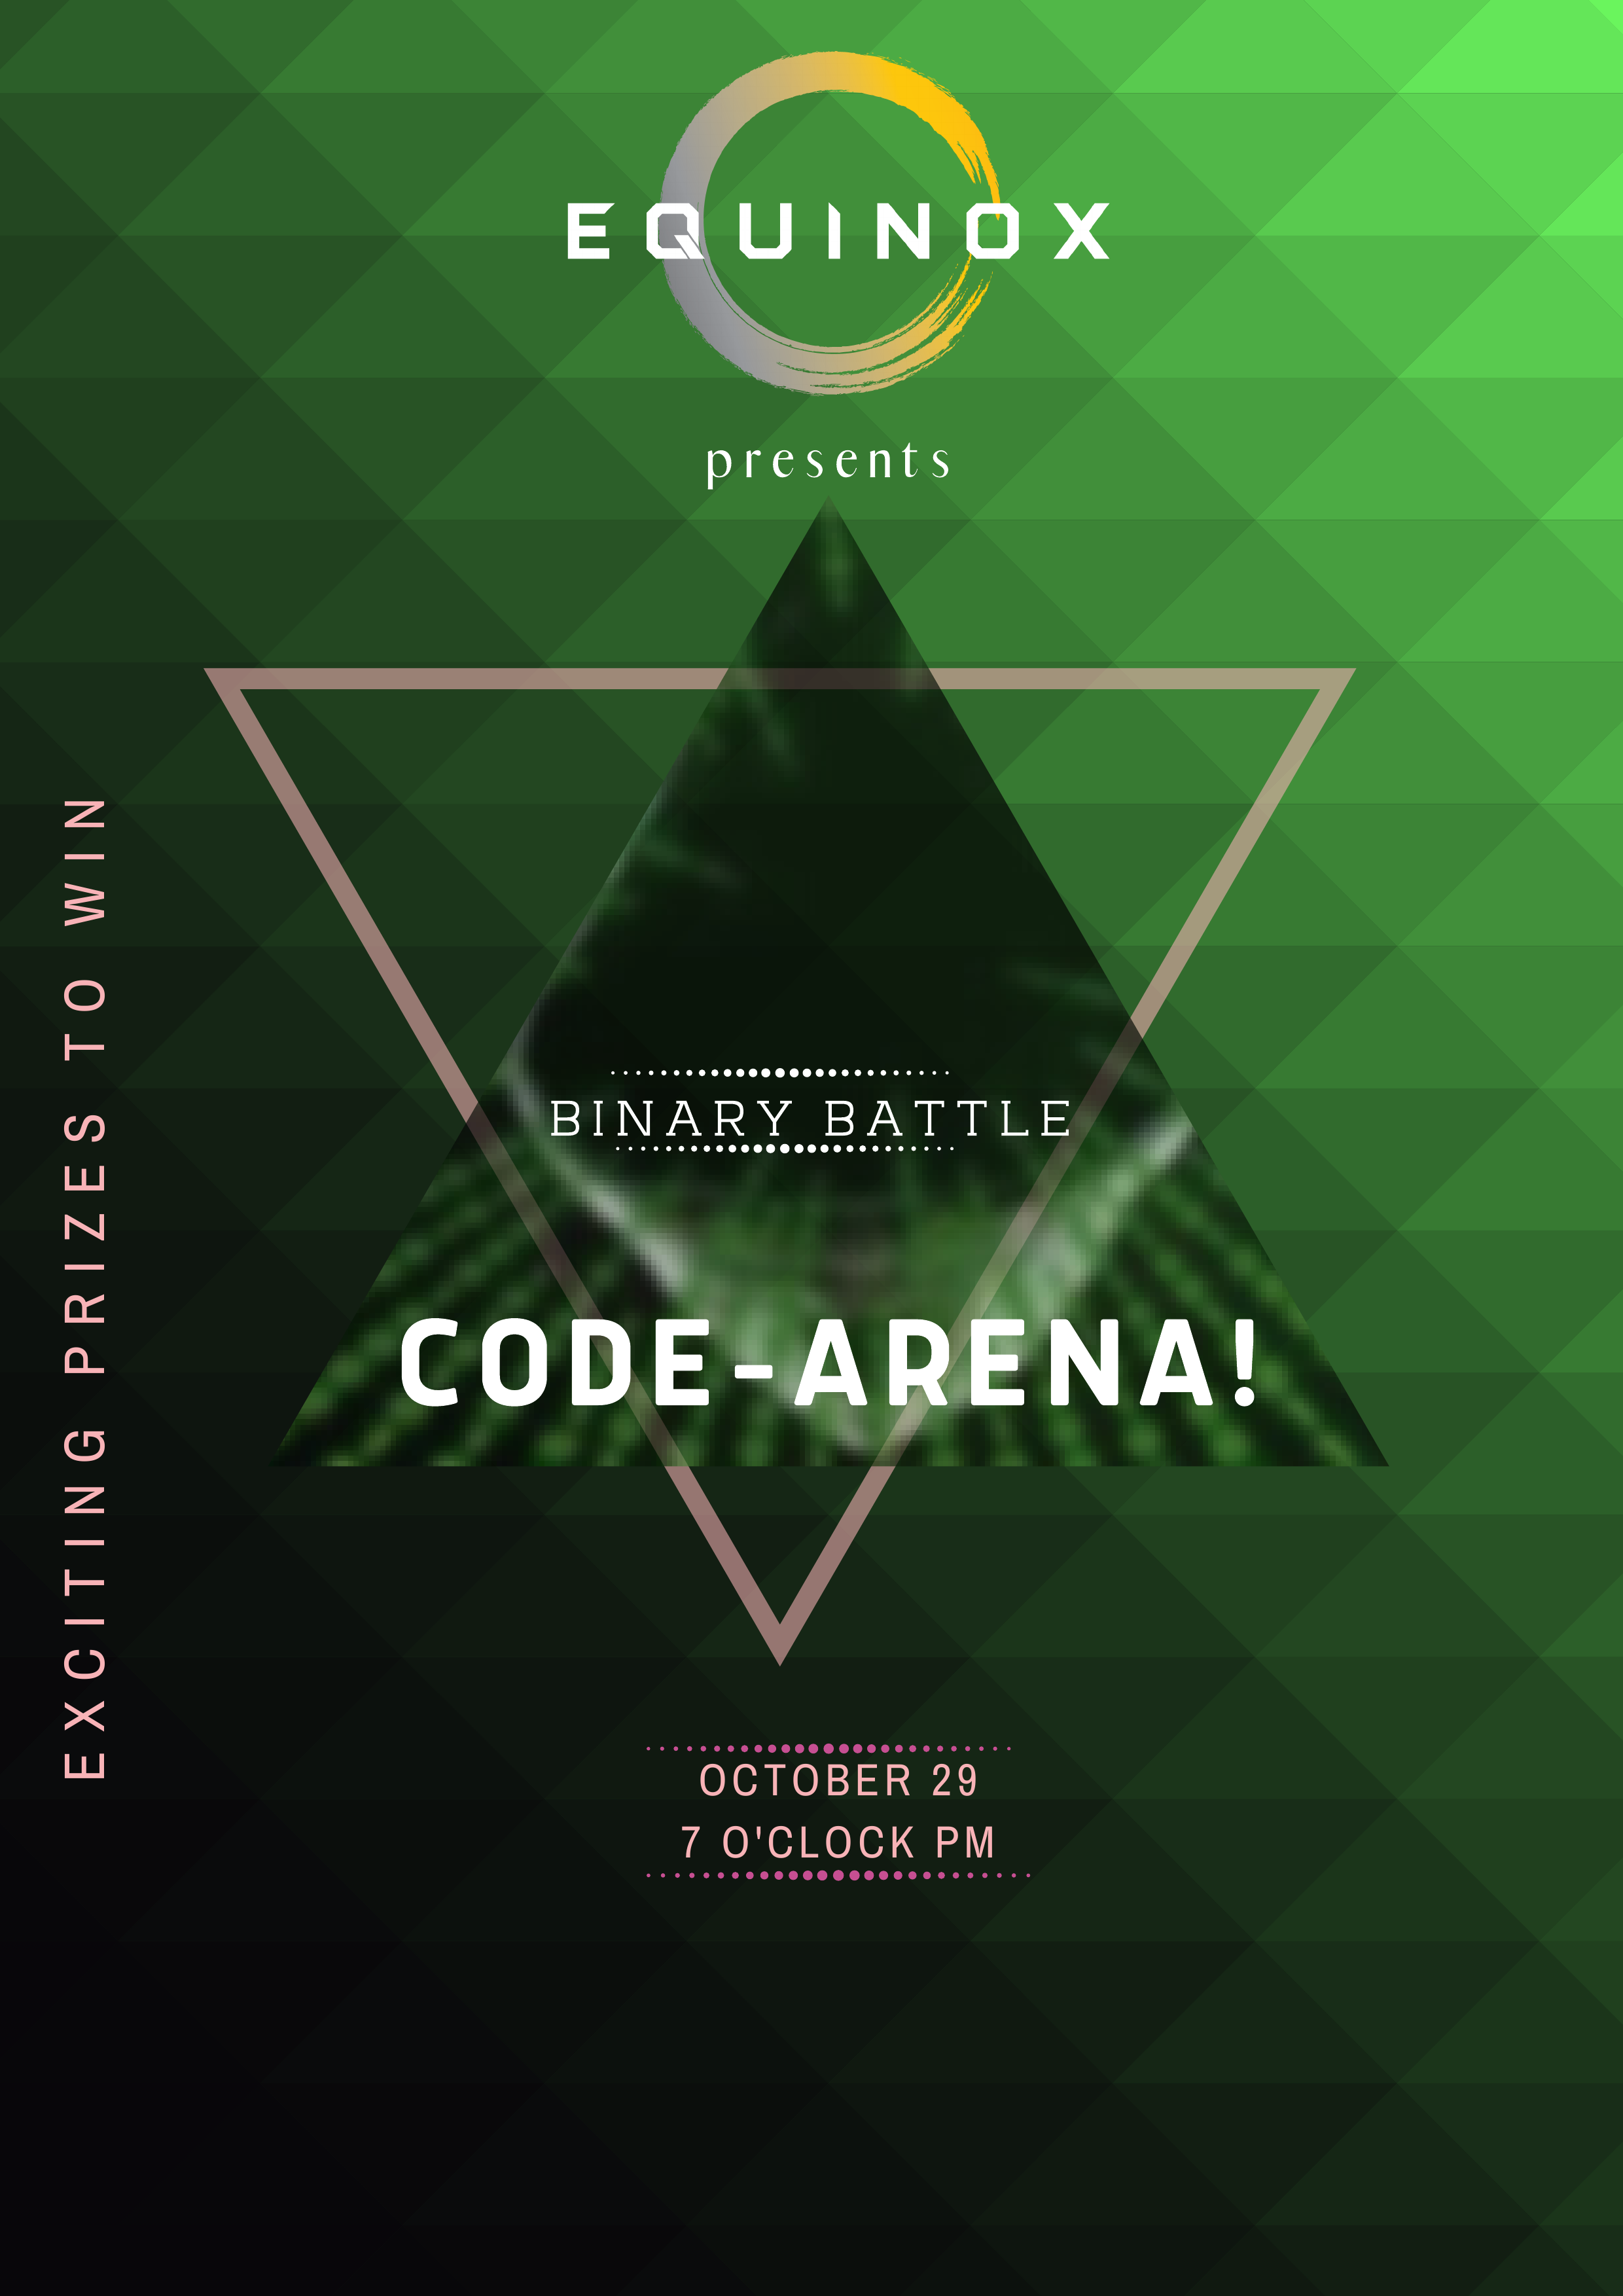 EQUINOX
presents
BINARY BATTLE
CODE-ARENA!
EXCITING PRIZES TO WIN
OCTOBER 29
7 O'CLOCK PM